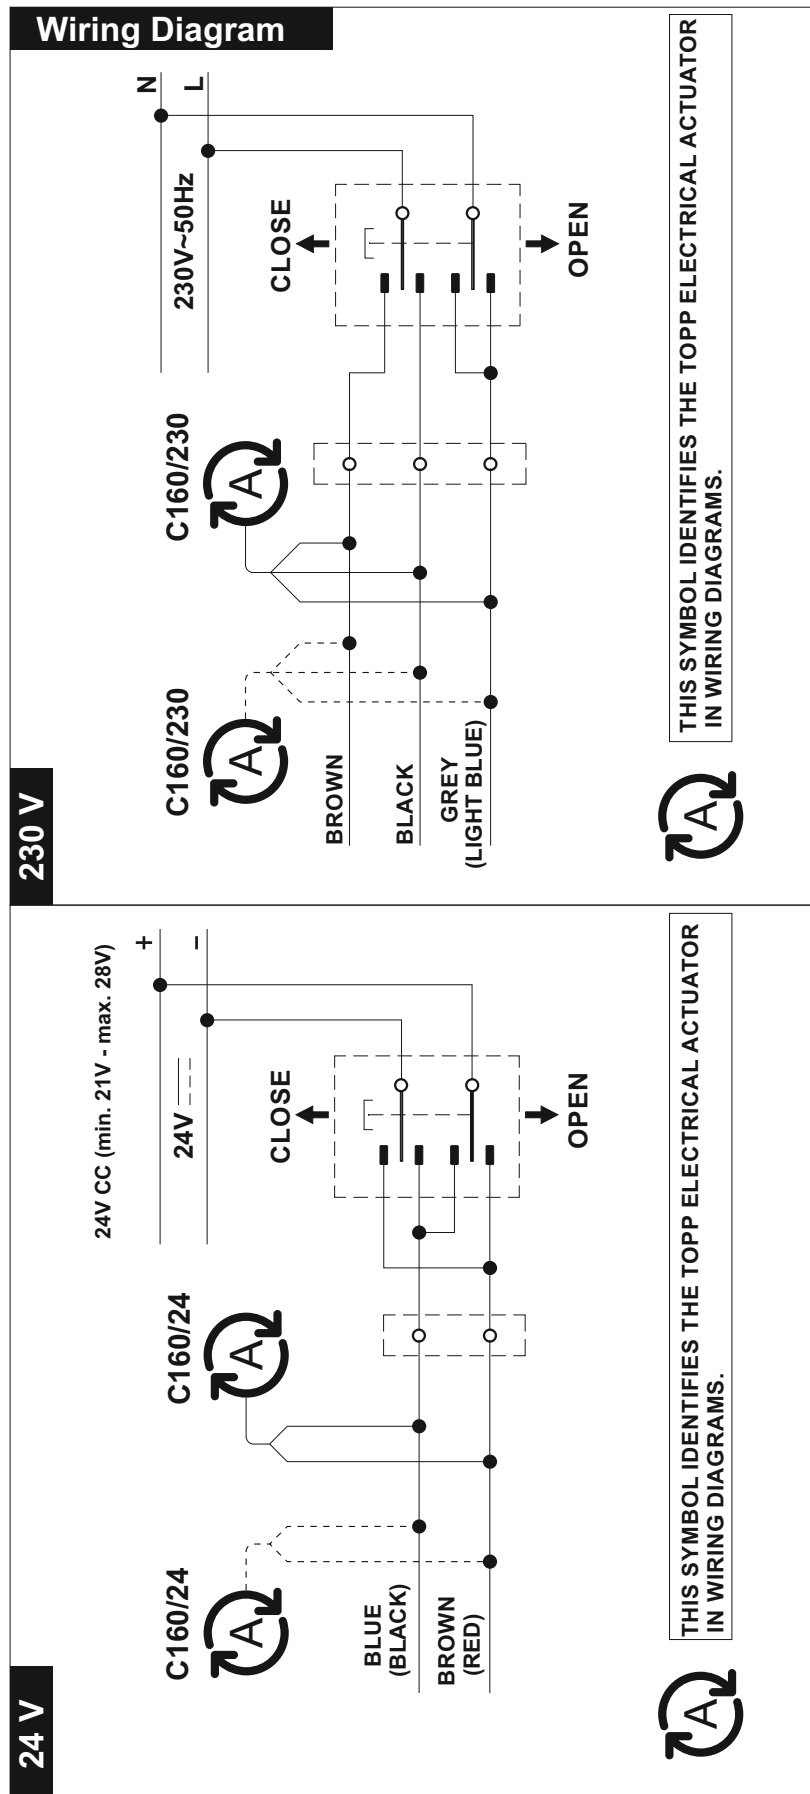 Wiring Diagram
230 V
N
L
230V~50Hz
CLOSE
OPEN
C160/230
A
C160/230
A
BROWN
BLACK
GREY
(LIGHT BLUE)
A
THIS SYMBOL IDENTIFIES THE TOPP ELECTRICAL ACTUATOR
IN WIRING DIAGRAMS.
24 V
24V CC (min. 21V - max. 28V)
+
–
24V
CLOSE
OPEN
C160/24
A
C160/24
A
BLUE
(BLACK)
BROWN
(RED)
A
THIS SYMBOL IDENTIFIES THE TOPP ELECTRICAL ACTUATOR
IN WIRING DIAGRAMS.